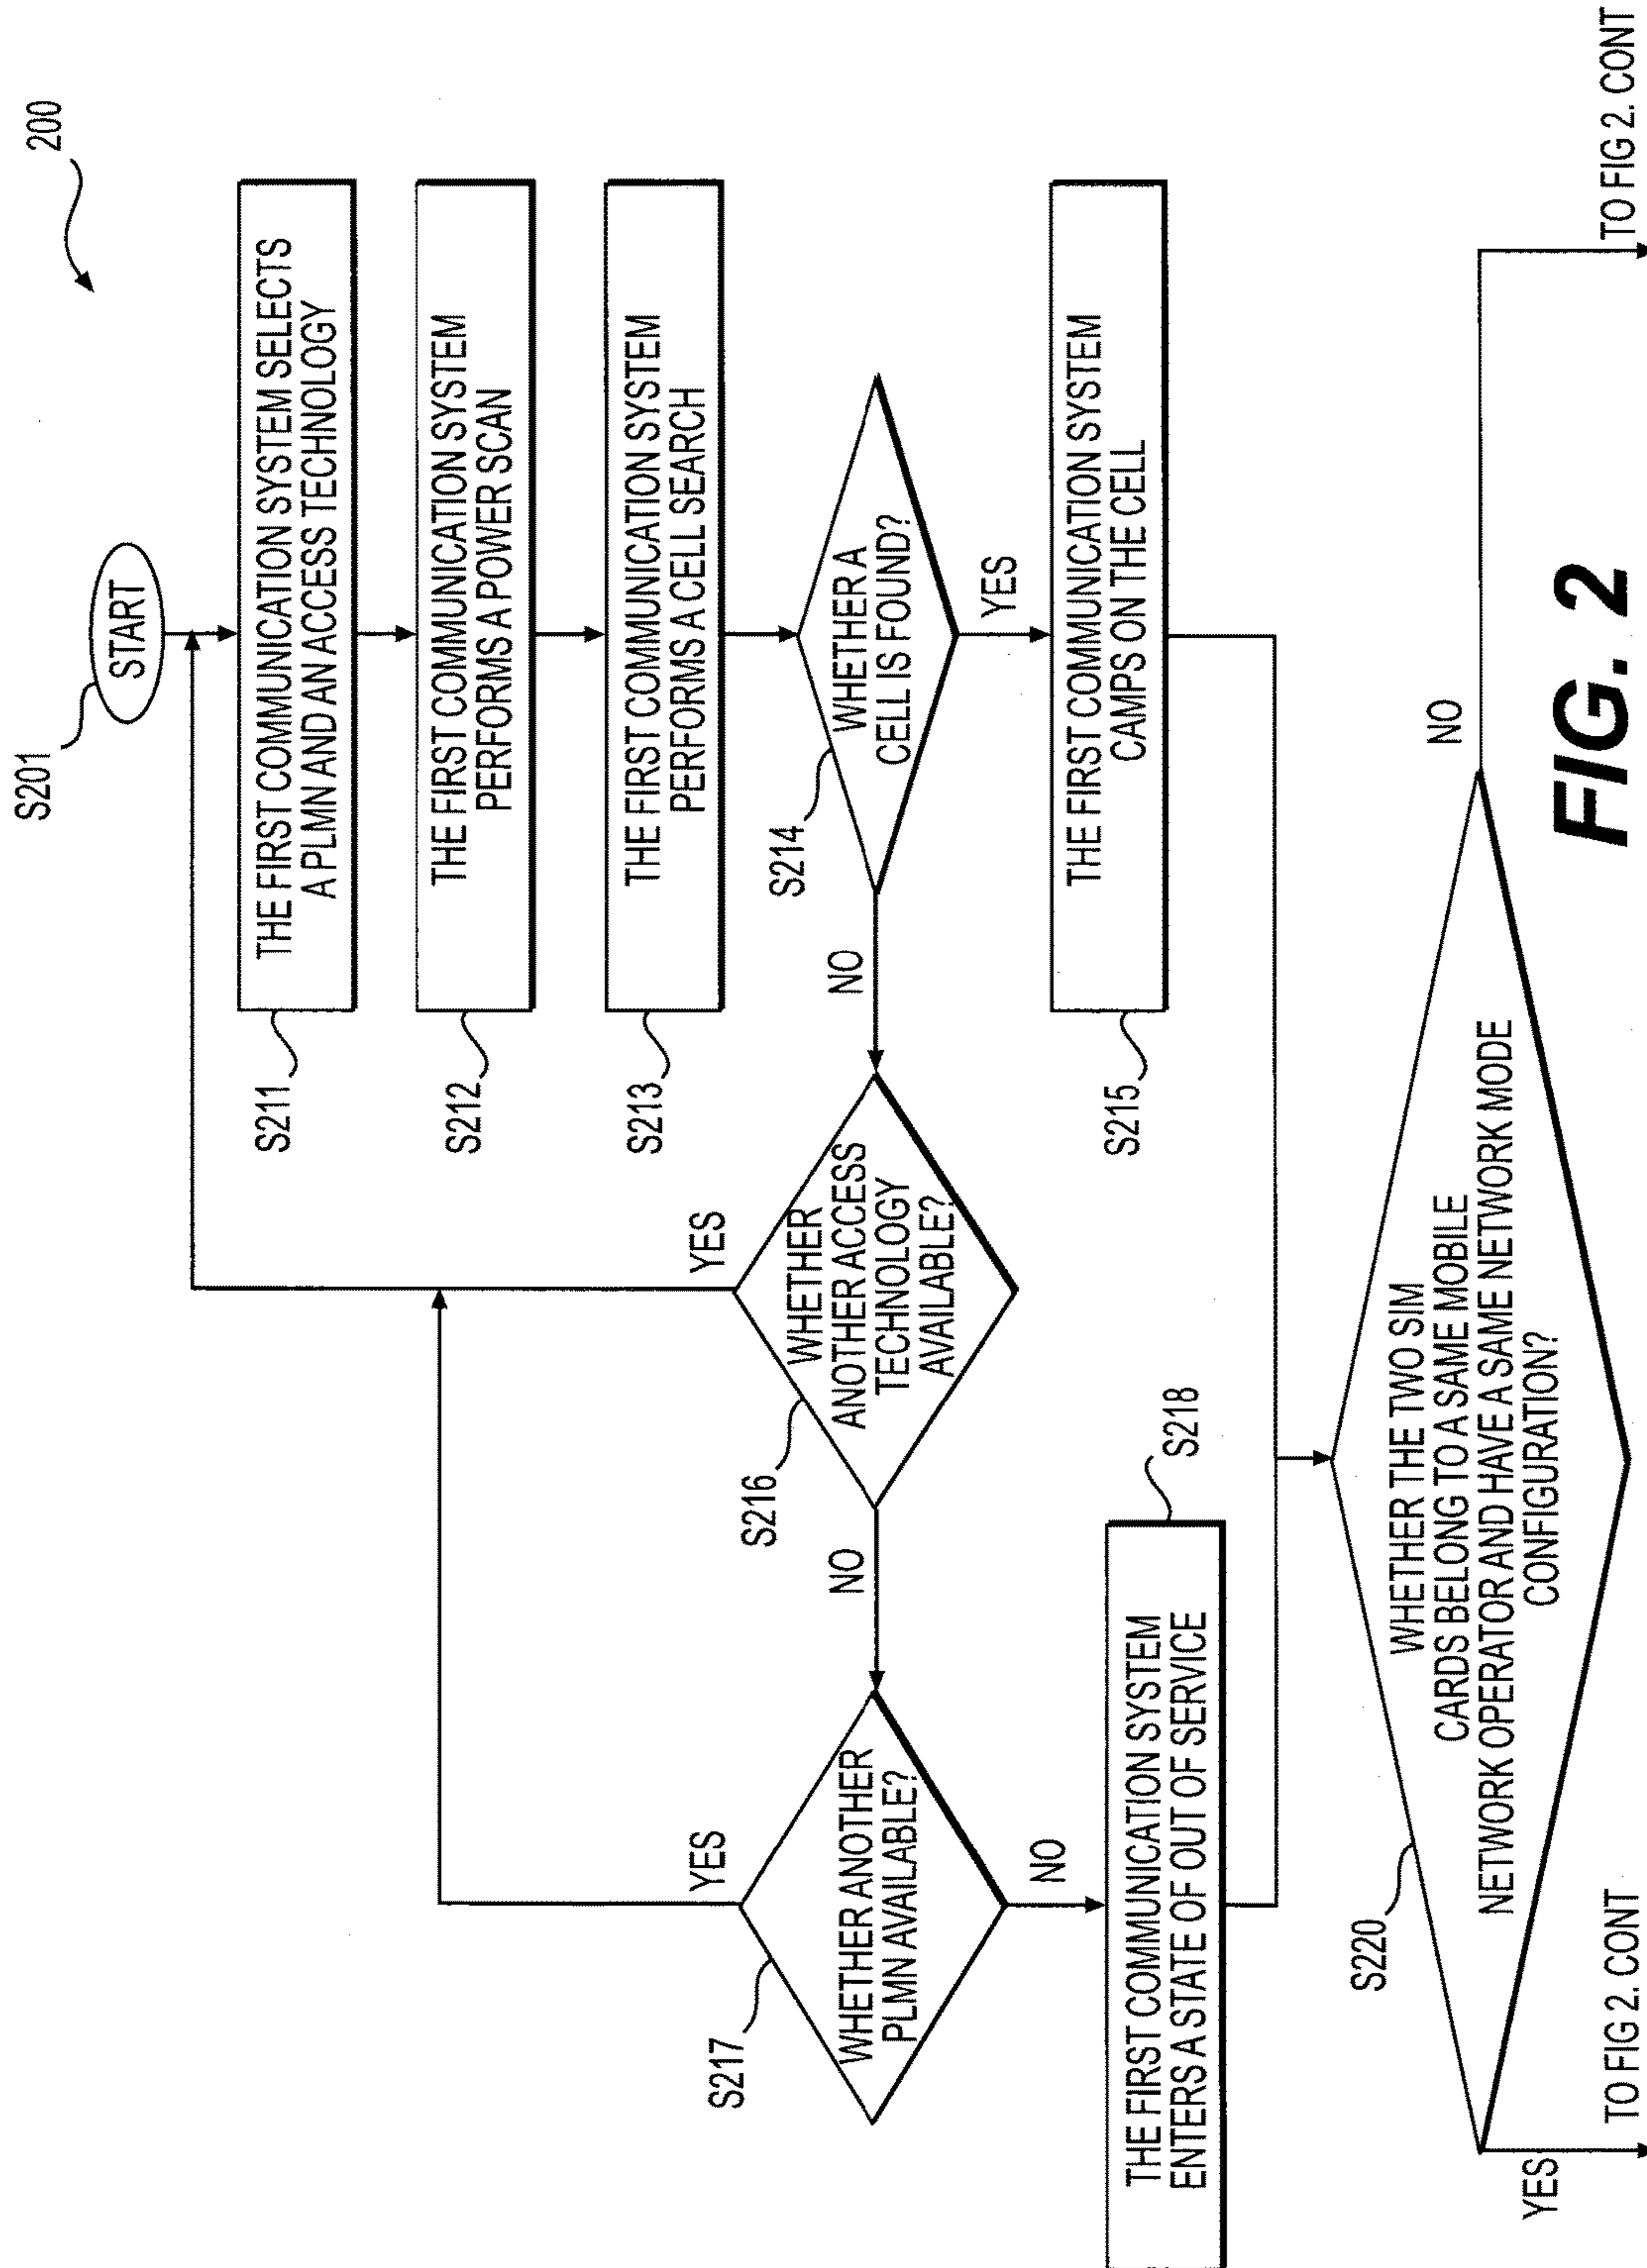 200
S201
START
S211
THE FIRST COMMUNICATION SYSTEM SELECTS
A PLMN AND AN ACCESS TECHNOLOGY
S212
THE FIRST COMMUNICATION SYSTEM
PERFORMS A POWER SCAN
S213
THE FIRST COMMUNICATION SYSTEM
PERFORMS A CELL SEARCH
S214
WHETHER A
CELL IS FOUND?
NO
YES
S215
THE FIRST COMMUNICATION SYSTEM
CAMPS ON THE CELL
S216
WHETHER
ANOTHER ACCESS
TECHNOLOGY
AVAILABLE?
YES
NO
S217
WHETHER ANOTHER
PLMN AVAILABLE?
YES
NO
S218
THE FIRST COMMUNICATION SYSTEM
ENTERS A STATE OF OUT OF SERVICE
S220
WHETHER THE TWO SIM
CARDS BELONG TO A SAME MOBILE
NETWORK OPERATOR AND HAVE A SAME NETWORK MODE
CONFIGURATION?
YES
TO FIG 2. CONT
NO
TO FIG 2. CONT
FIG. 2